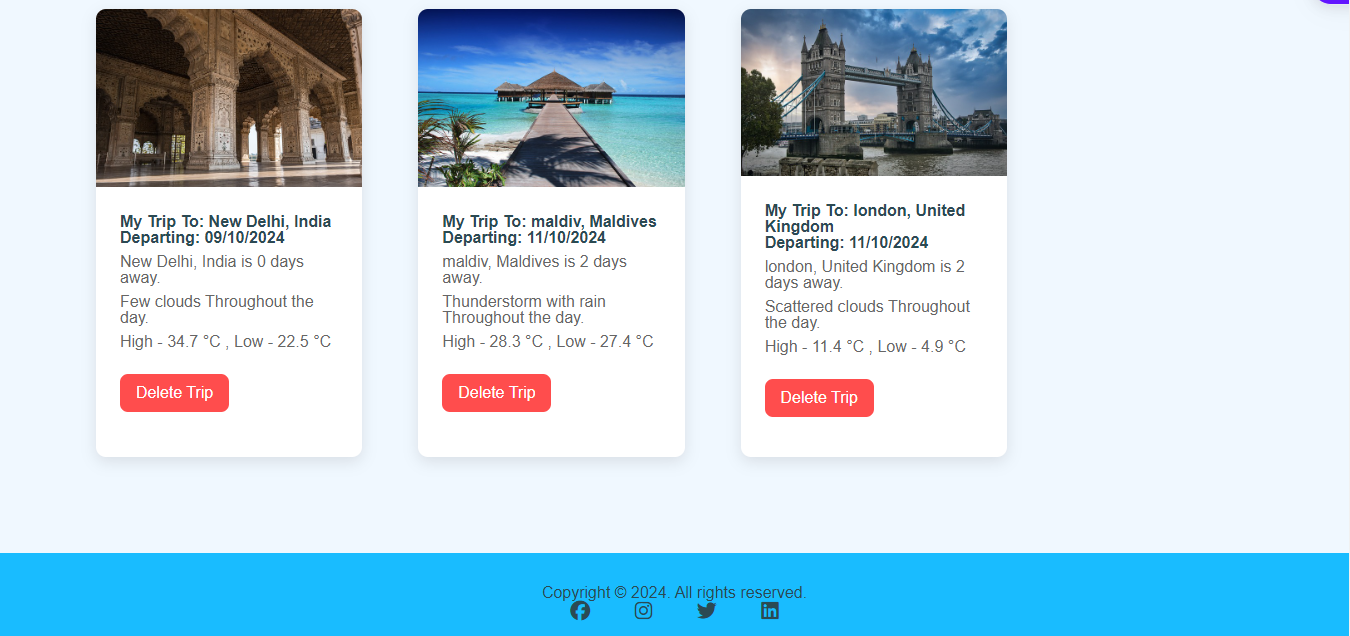 My Trip To: New Delhi, India
Departing: 09/10/2024
New Delhi, India is 0 days
away.
Few clouds Throughout the
day.
High - 34.7 °C , Low - 22.5 °C
Delete Trip
My Trip To: maldiv, Maldives
Departing: 11/10/2024
maldiv, Maldives is 2 days
away.
Thunderstorm with rain
Throughout the day.
High - 28.3 °C , Low - 27.4 °C
Delete Trip
My Trip To: london, United
Kingdom
Departing: 11/10/2024
london, United Kingdom is 2
days away.
Scattered clouds Throughout
the day.
High - 11.4 °C , Low - 4.9 °C
Delete Trip
Copyright © 2024. All rights reserved.